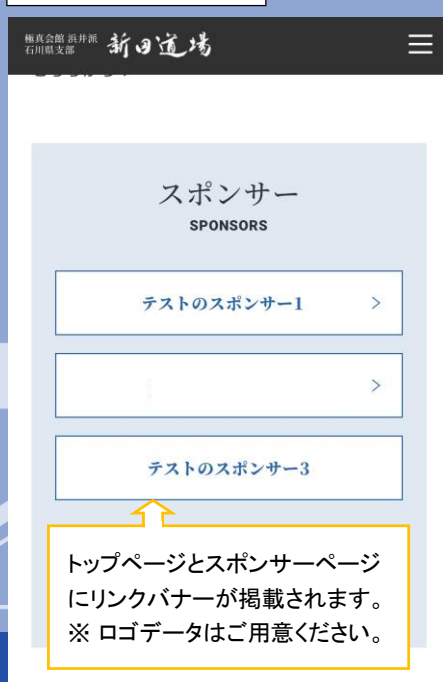 極真会館 浜井派
石川県支部
新田道場
スポンサー
SPONSORS
テストのスポンサー1
テストのスポンサー3
トップページとスポンサーページ
にリンクバナーが掲載されます。
※ ロゴデータはご用意ください。